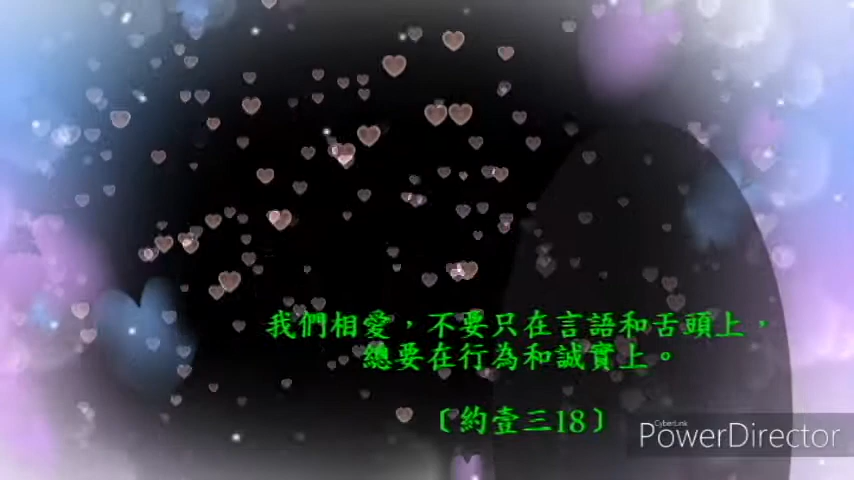 我們相愛，不要只在言語和舌頭上，
總要在行為和誠實上。
〔約壹三18〕
CyberLink
PowerDirector